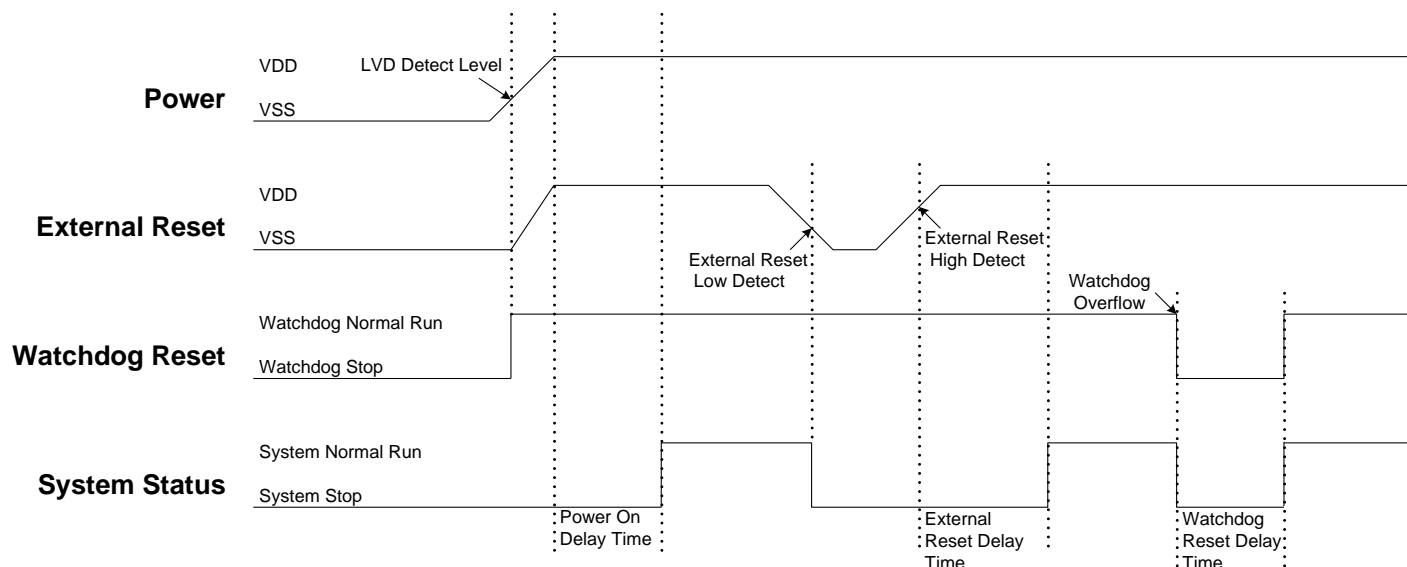 VDD
LVD Detect Level
Power
VSS
VDD
External Reset
VSS
External Reset
Low Detect
External Reset
High Detect
Watchdog
Overflow
Watchdog Normal Run
Watchdog Reset
Watchdog Stop
System Normal Run
System Status
System Stop
Power On
Delay Time
External
Reset Delay
Time
Watchdog
Reset Delay
Time